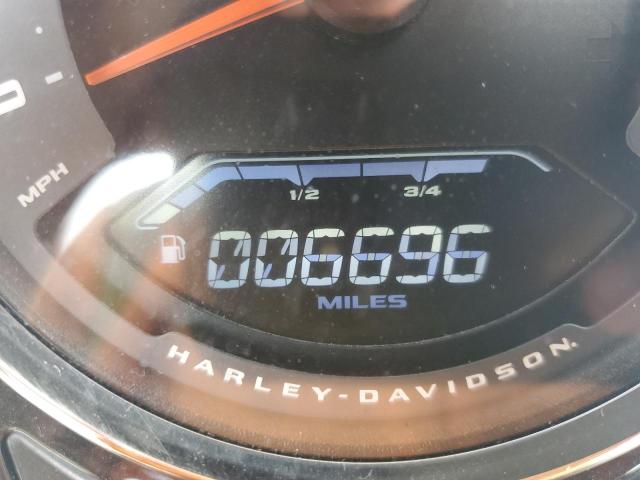 MPH
1/2 3/4
006696
MILES
HARLEY-DAVIDSON